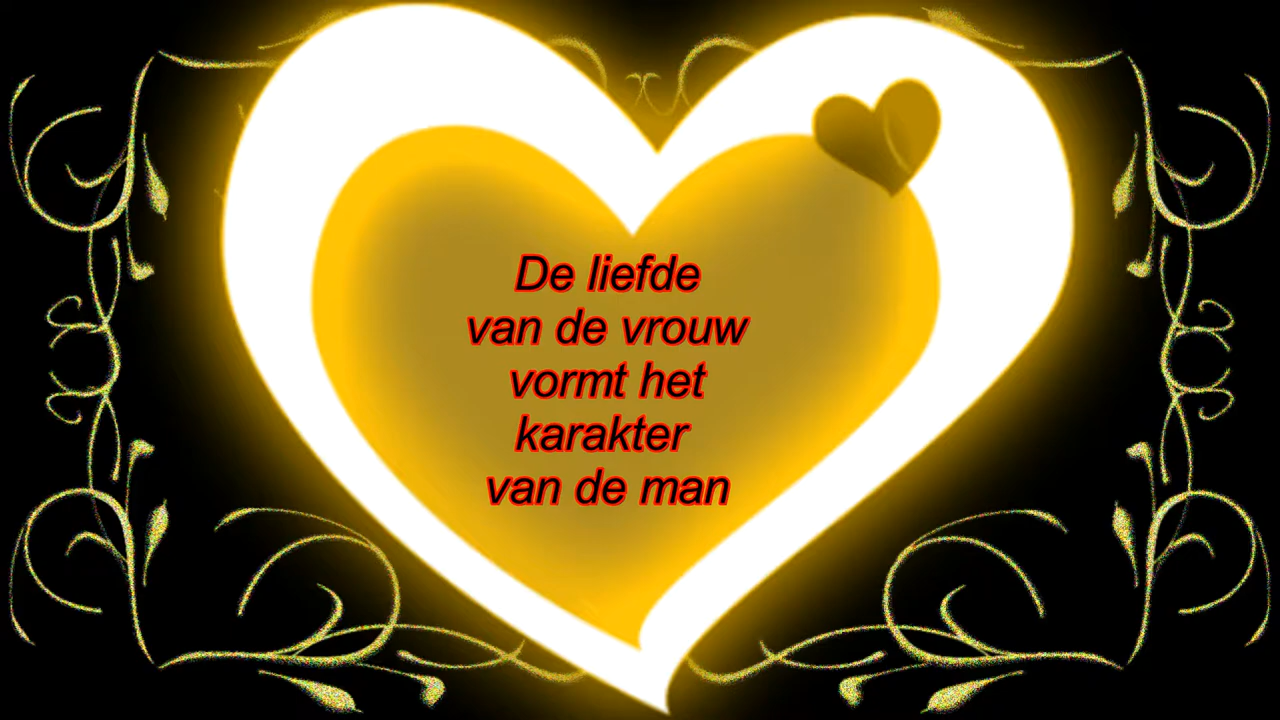 De liefde
van de vrouw
vormt het
karakter
van de man